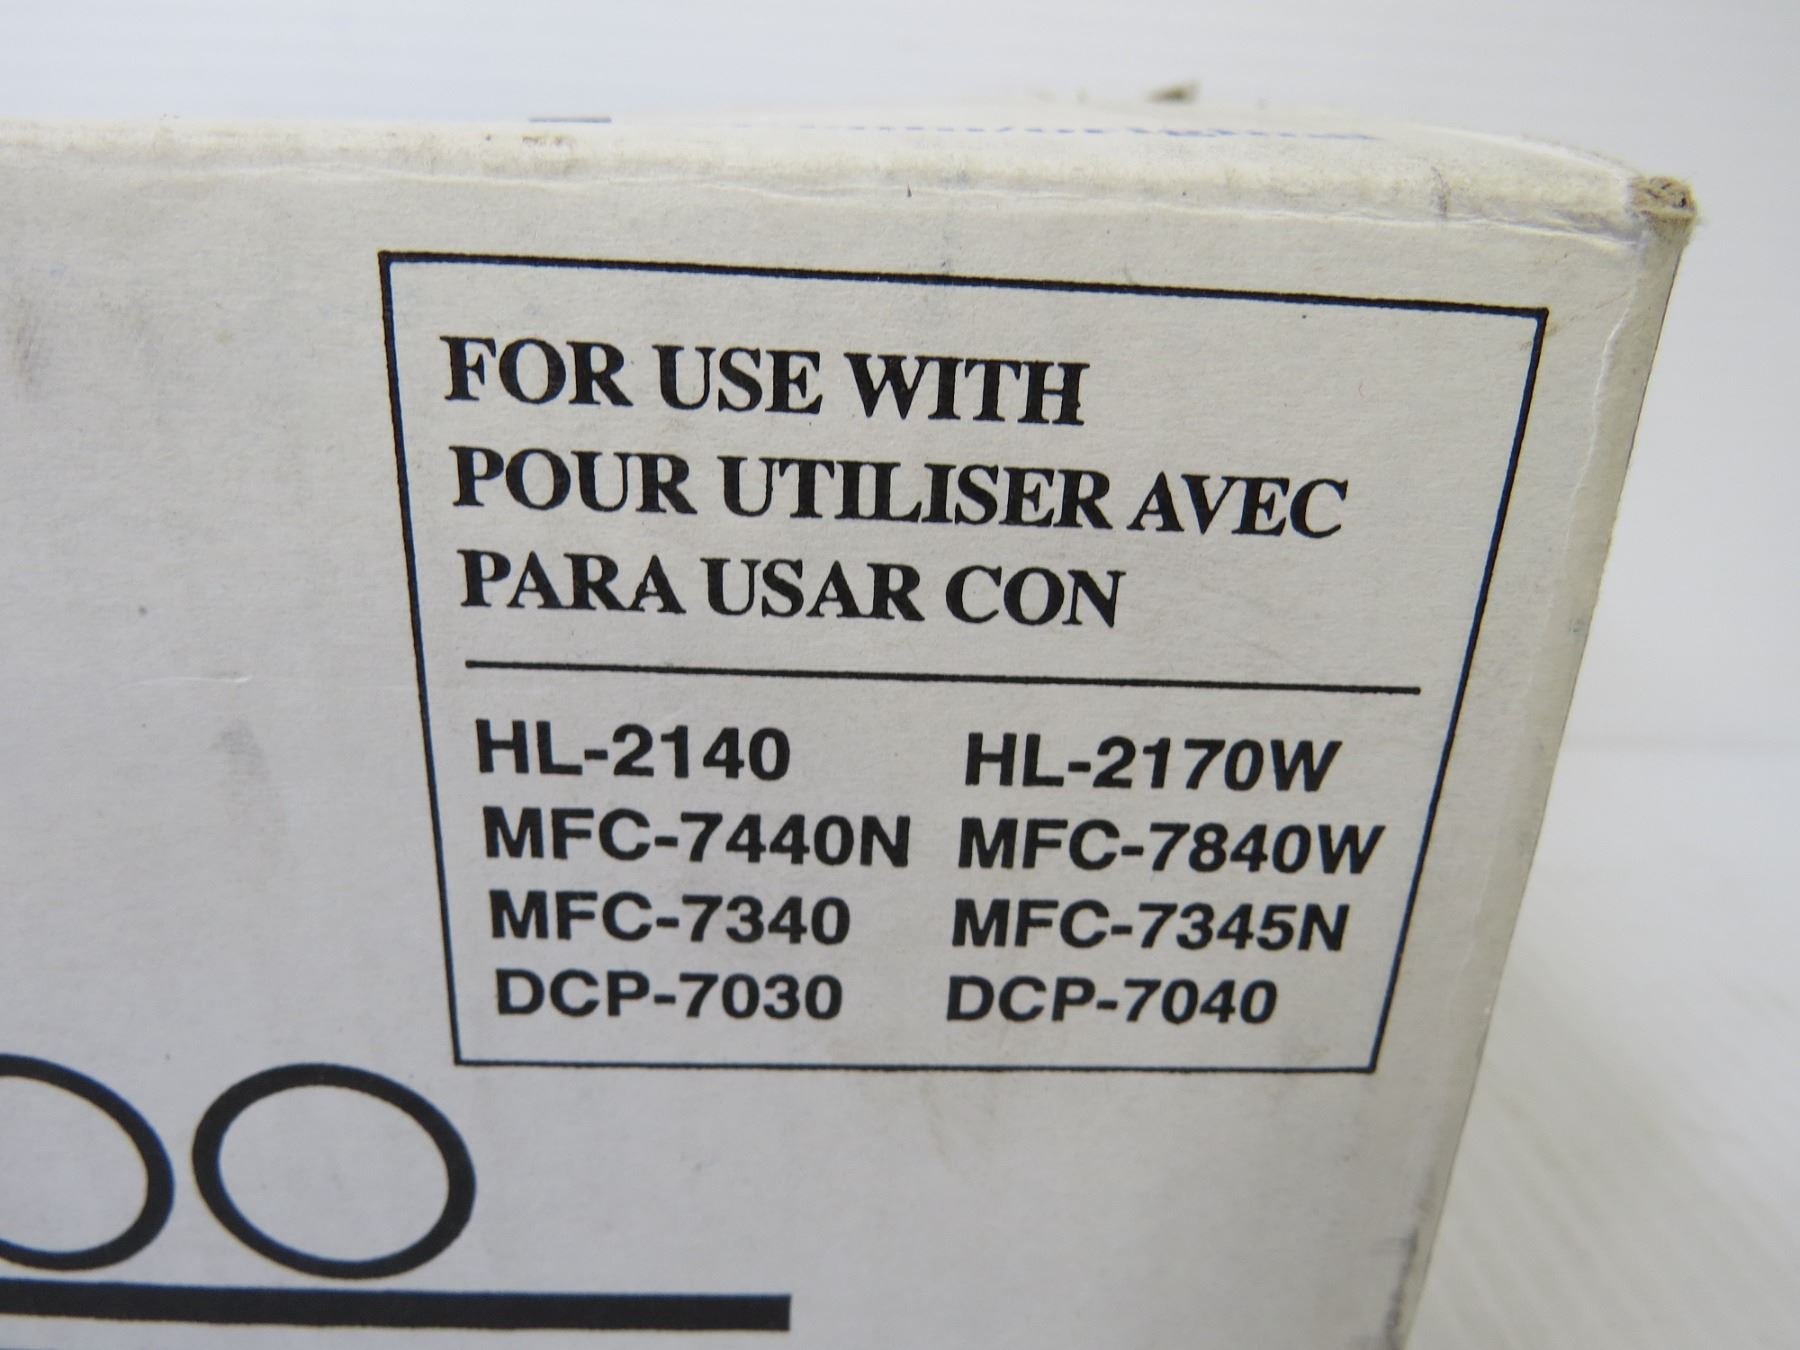 FOR USE WITH
POUR UTILISER AVEC
PARA USAR CON
HL-2140 HL-2170W
MFC-7440N MFC-7840W
MFC-7340 MFC-7345N
DCP-7030 DCP-7040